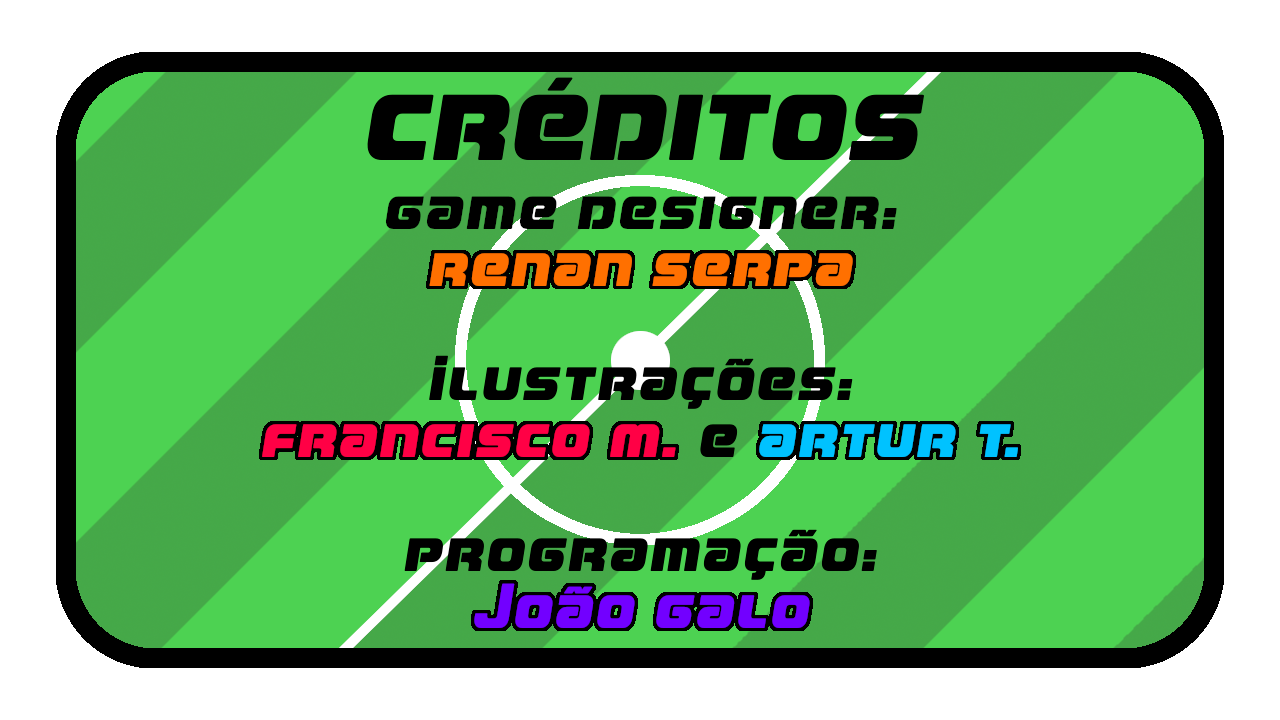 CRÉDITOS
GAME DESIGNER:
RENAN SERPA
ILUSTRAÇÕES:
FRANCISCO M. E ARTUR T.
PROGRAMAÇÃO:
JOÃO GALO